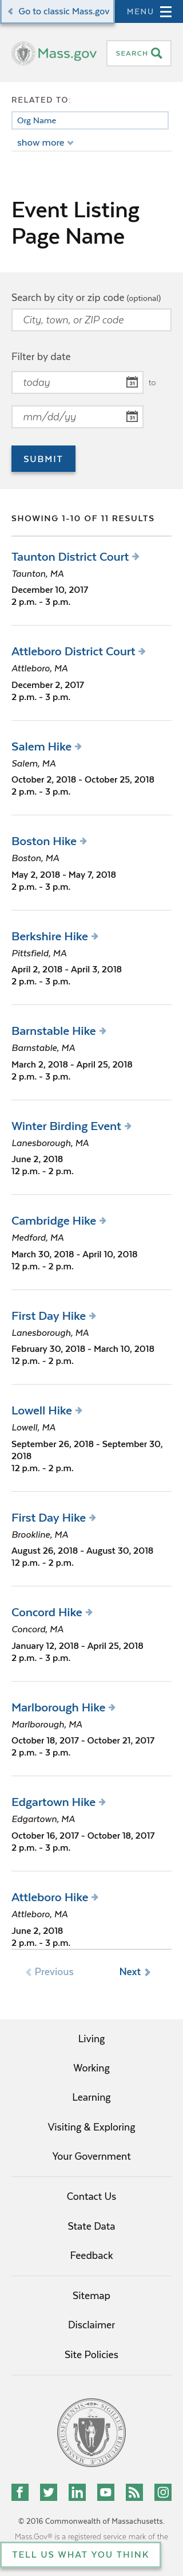 Go to classic Mass.gov
MENU
Mass.gov
SEARCH
RELATED TO:
Org Name
show more
Event Listing
Page Name
Search by city or zip code (optional)
City, town, or ZIP code
Filter by date
today
31
to
mm/dd/yy
31
SUBMIT
SHOWING 1-10 OF 11 RESULTS
Taunton District Court
Taunton, MA
December 10, 2017
2 p.m. - 3 p.m.
Attleboro District Court
Attleboro, MA
December 2, 2017
2 p.m. - 3 p.m.
Salem Hike
Salem, MA
October 2, 2018 - October 25, 2018
2 p.m. - 3 p.m.
Boston Hike
Boston, MA
May 2, 2018 - May 7, 2018
2 p.m. - 3 p.m.
Berkshire Hike
Pittsfield, MA
April 2, 2018 - April 3, 2018
2 p.m. - 3 p.m.
Barnstable Hike
Barnstable, MA
March 2, 2018 - April 25, 2018
2 p.m. - 3 p.m.
Winter Birding Event
Lanesborough, MA
June 2, 2018
12 p.m. - 2 p.m.
Cambridge Hike
Medford, MA
March 30, 2018 - April 10, 2018
12 p.m. - 2 p.m.
First Day Hike
Lanesborough, MA
February 30, 2018 - March 10, 2018
12 p.m. - 2 p.m.
Lowell Hike
Lowell, MA
September 26, 2018 - September 30,
2018
12 p.m. - 2 p.m.
First Day Hike
Brookline, MA
August 26, 2018 - August 30, 2018
12 p.m. - 2 p.m.
Concord Hike
Concord, MA
January 12, 2018 - April 25, 2018
2 p.m. - 3 p.m.
Marlborough Hike
Marlborough, MA
October 18, 2017 - October 21, 2017
2 p.m. - 3 p.m.
Edgartown Hike
Edgartown, MA
October 16, 2017 - October 18, 2017
2 p.m. - 3 p.m.
Attleboro Hike
Attleboro, MA
June 2, 2018
2 p.m. - 3 p.m.
Previous
Next
Living
Working
Learning
Visiting & Exploring
Your Government
Contact Us
State Data
Feedback
Sitemap
Disclaimer
Site Policies
© 2016 Commonwealth of Massachusetts.
Mass.Gov® is a registered service mark of the
TELL US WHAT YOU THINK